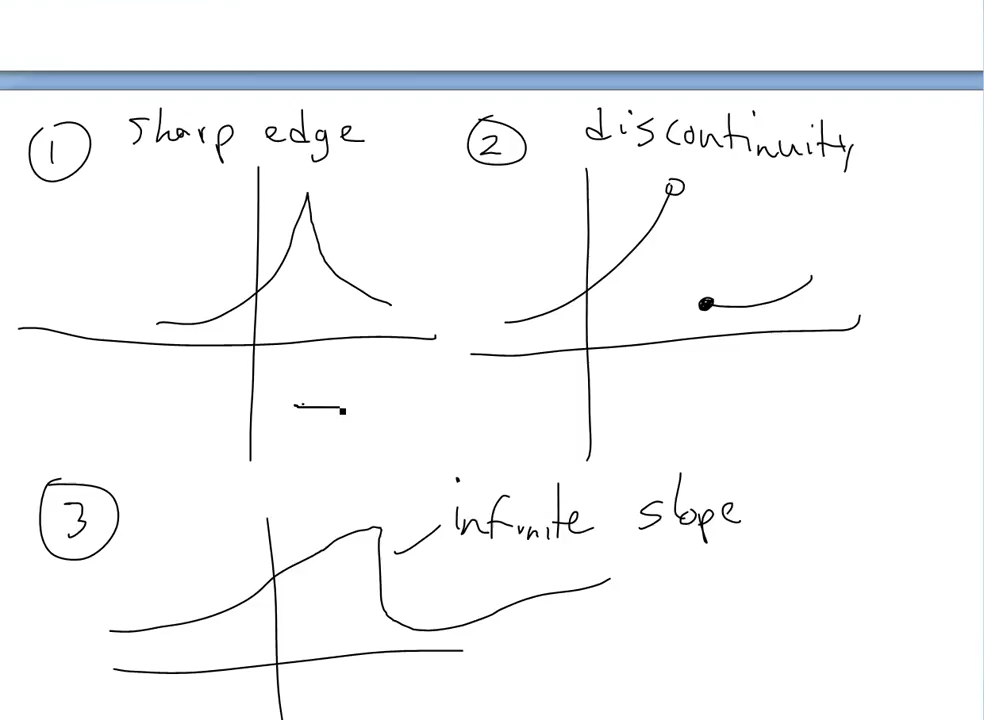 ① sharp edge
② discontinuity
③ infinite slope